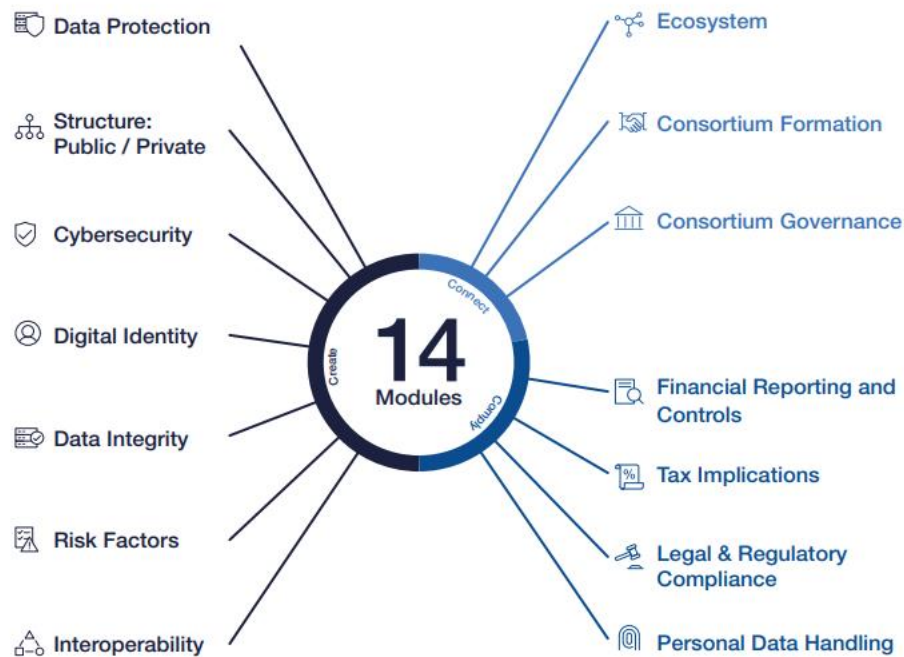 Data Protection
Structure:
Public / Private
Cybersecurity
Digital Identity
Data Integrity
Risk Factors
Interoperability
Create
14
Modules
Connect
Comply
Ecosystem
Consortium Formation
Consortium Governance
Financial Reporting and
Controls
%
Tax Implications
Legal & Regulatory
Compliance
Personal Data Handling